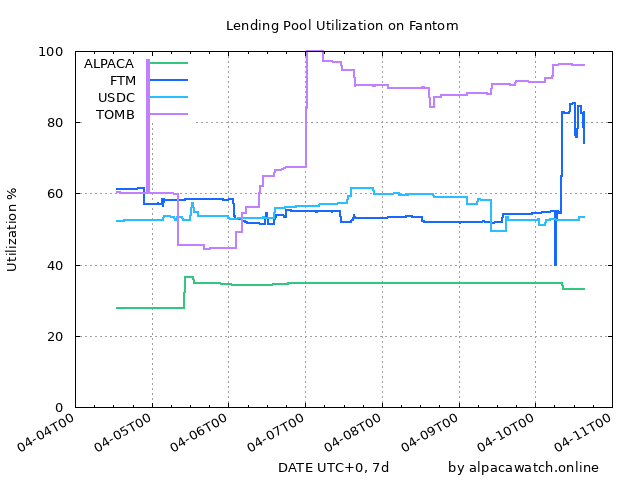 Lending Pool Utilization on Fantom
ALPACA
FTM
USDC
TOMB
Utilization %
100
80
60
40
20
0
04-04T00 04-05T00 04-06T00 04-07T00 04-08T00 04-09T00 04-10T00 04-11T00
DATE UTC+0, 7d by alpacawatch.online